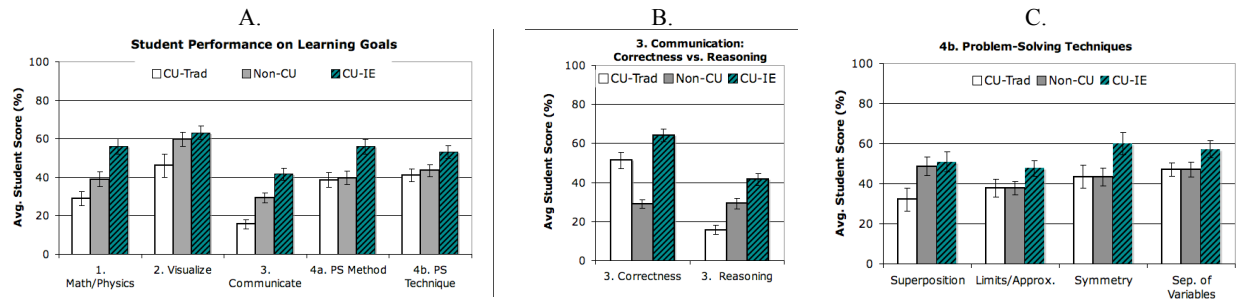 A.
Student Performance on Learning Goals
CU-Trad Non-CU CU-IE
Avg. Student Score (%)
100
80
60
40
20
0
1. Math/Physics
2. Visualize
3. Communicate
4a. PS Method
4b. PS Technique
B.
3. Communication:
Correctness vs. Reasoning
CU-Trad Non-CU CU-IE
Avg Student Score (%)
100
80
60
40
20
0
3. Correctness
3. Reasoning
C.
4b. Problem-Solving Techniques
CU-Trad Non-CU CU-IE
Avg. Student Score (%)
100
80
60
40
20
0
Superposition
Limits/Approx.
Symmetry
Sep. of Variables